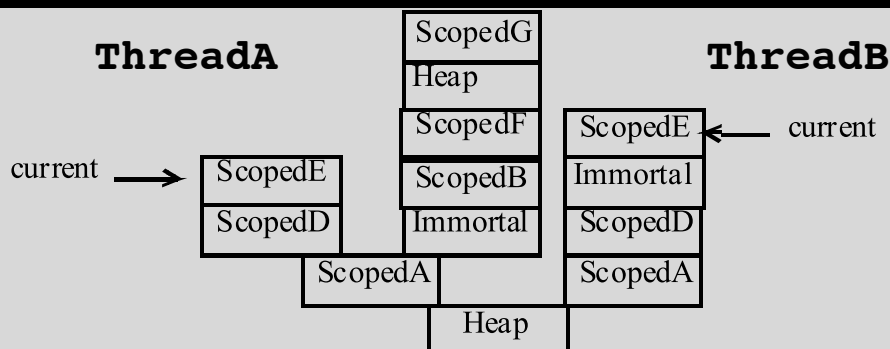 ThreadA
ThreadB
ScopedG
Heap
ScopedF
ScopedB
Immortal
current
ScopedE
ScopedD
ScopedA
ScopedE
current
Immortal
ScopedD
ScopedA
Heap